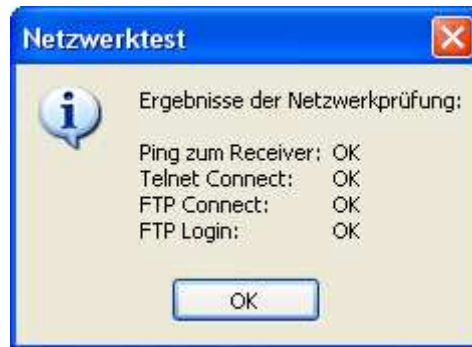 Netzwerktest
Ergebnisse der Netzwerkprüfung:
Ping zum Receiver: OK
Telnet Connect: OK
FTP Connect: OK
FTP Login: OK
OK